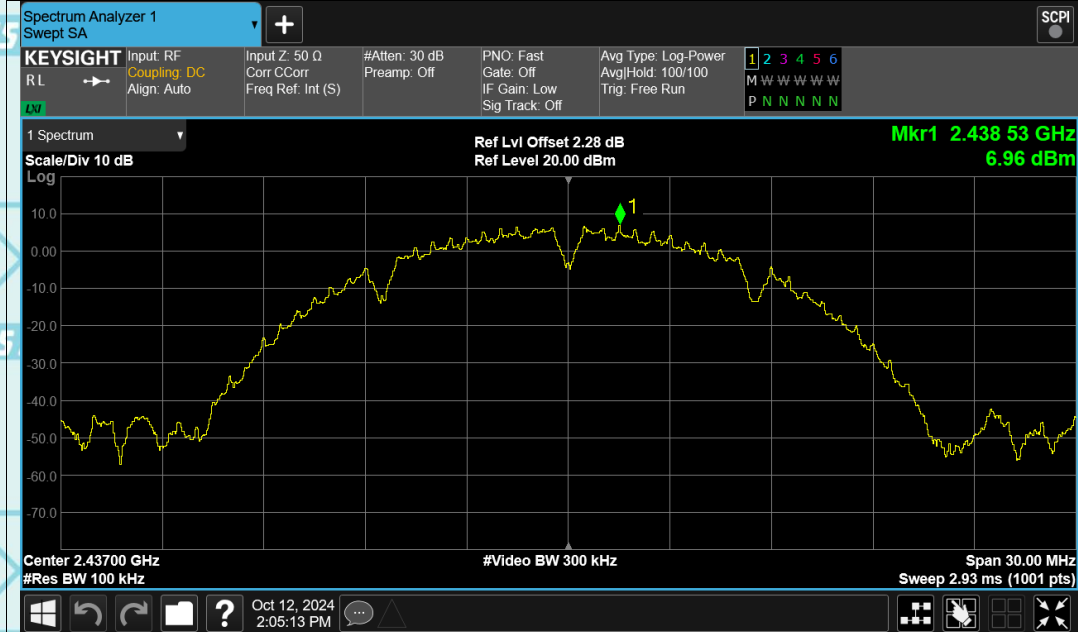 Spectrum Analyzer 1
Swept SA
+
SCPI
KEYSIGHT
R L
LXI
Input: RF
Coupling: DC
Align: Auto
Input Z: 50 Ω
Corr CCorr
Freq Ref: Int (S)
#Atten: 30 dB
Preamp: Off
PNO: Fast
Gate: Off
IF Gain: Low
Sig Track: Off
Avg Type: Log-Power
Avg|Hold: 100/100
Trig: Free Run
1 2 3 4 5 6
M W W W W W
P N N N N N
1 Spectrum
Scale/Div 10 dB
Log
Ref Lvl Offset 2.28 dB
Ref Level 20.00 dBm
Mkr1 2.438 53 GHz
6.96 dBm
1
10.0
0.00
-10.0
-20.0
-30.0
-40.0
-50.0
-60.0
-70.0
Center 2.43700 GHz
#Res BW 100 kHz
#Video BW 300 kHz
Span 30.00 MHz
Sweep 2.93 ms (1001 pts)
?
Oct 12, 2024
2:05:13 PM